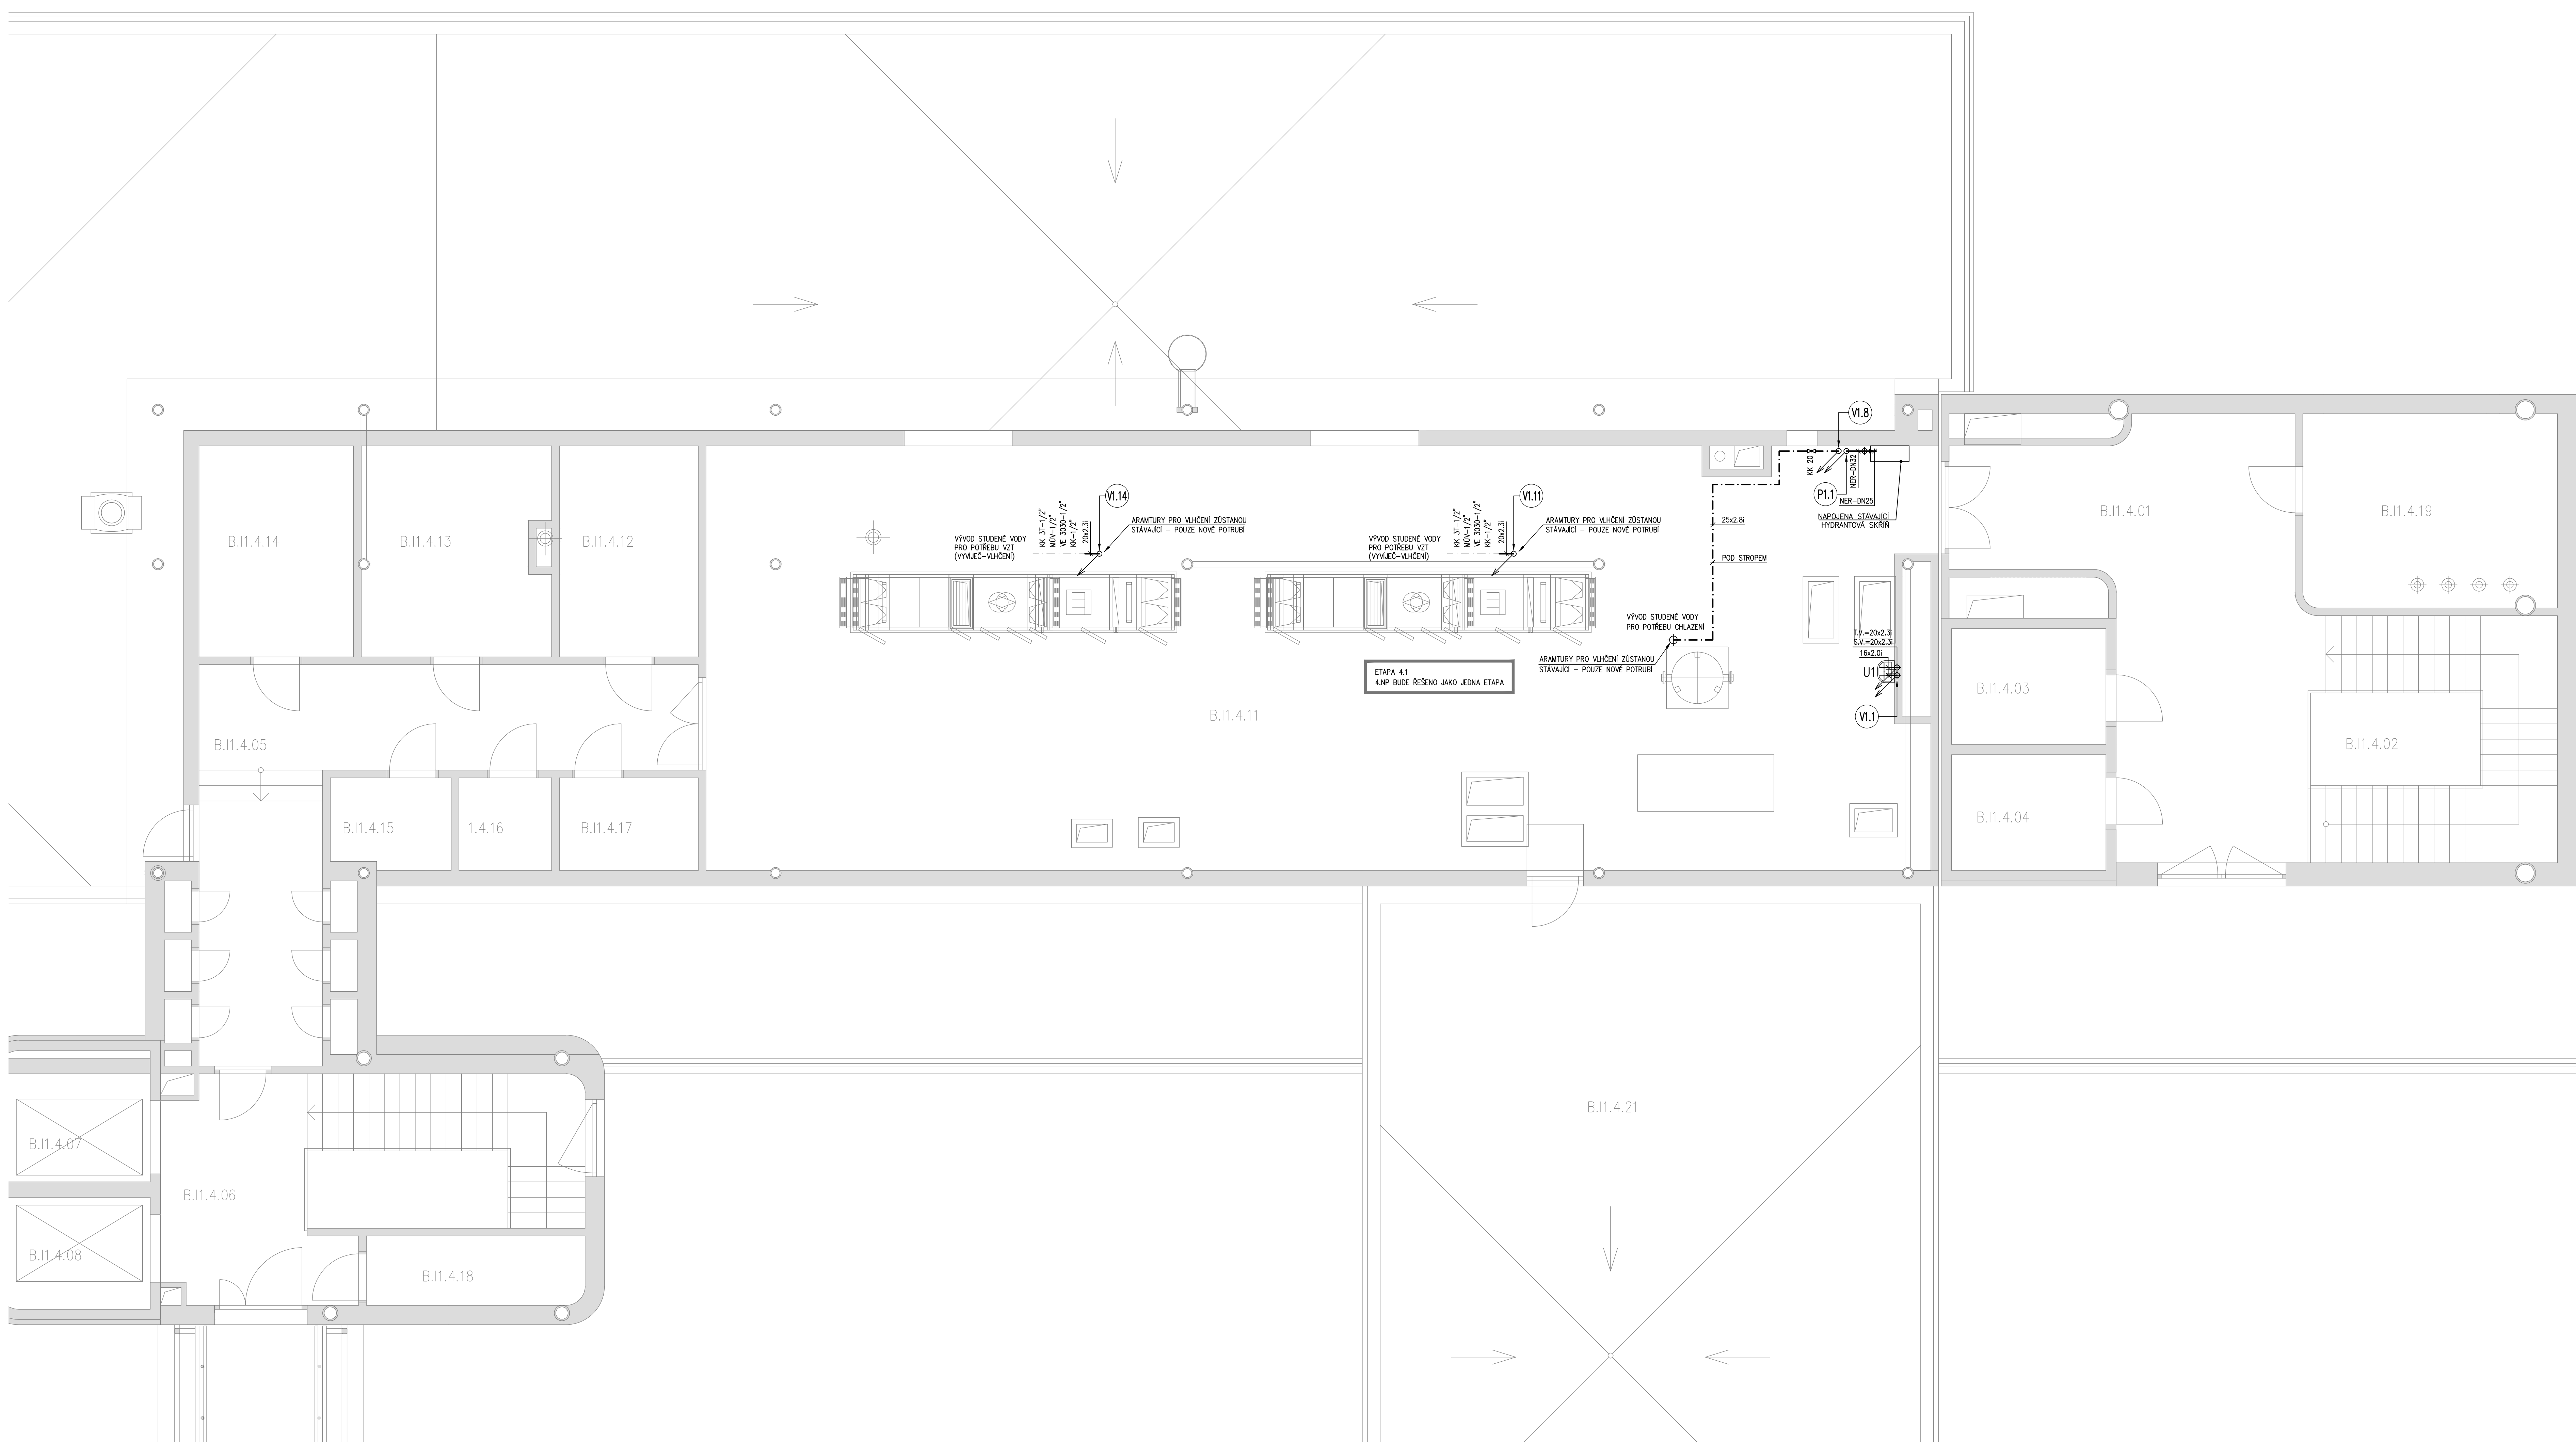 V1.8
KK 20
NER-DN32
P1.1
NER-DN25
NAPOJENA STÁVAJÍCÍ
HYDRANTOVÁ SKŘÍŇ
V1.14
KK 3T-1/2"
MGV-1/2"
VE 3030-1/2"
KK-1/2"
20x2.3i
ARAMTURY PRO VLHČENÍ ZŮSTANOU
STÁVAJÍCÍ - POUZE NOVÉ POTRUBÍ
VÝVOD STUDENÉ VODY
PRO POTŘEBU VZT
(VYVÍJEČ-VLHČENÍ)
V1.11
KK 3T-1/2"
MGV-1/2"
VE 3030-1/2"
KK-1/2"
20x2.3i
ARAMTURY PRO VLHČENÍ ZŮSTANOU
STÁVAJÍCÍ - POUZE NOVÉ POTRUBÍ
VÝVOD STUDENÉ VODY
PRO POTŘEBU VZT
(VYVÍJEČ-VLHČENÍ)
25x2.8i
POD STROPEM
B.I1.4.14
B.I1.4.13
B.I1.4.12
B.I1.4.01
B.I1.4.19
VÝVOD STUDENÉ VODY
PRO POTŘEBU CHLAZENÍ
ARAMTURY PRO VLHČENÍ ZŮSTANOU
STÁVAJÍCÍ - POUZE NOVÉ POTRUBÍ
T.V.=20x2.3i
S.V.=20x2.3i
16x2.0i
U1
V1.1
ETAPA 4.1
4.NP BUDE ŘEŠENO JAKO JEDNA ETAPA
B.I1.4.03
B.I1.4.11
B.I1.4.05
B.I1.4.02
B.I1.4.15
1.4.16
B.I1.4.17
B.I1.4.04
B.I1.4.21
B.I1.4.07
B.I1.4.06
B.I1.4.08
B.I1.4.18